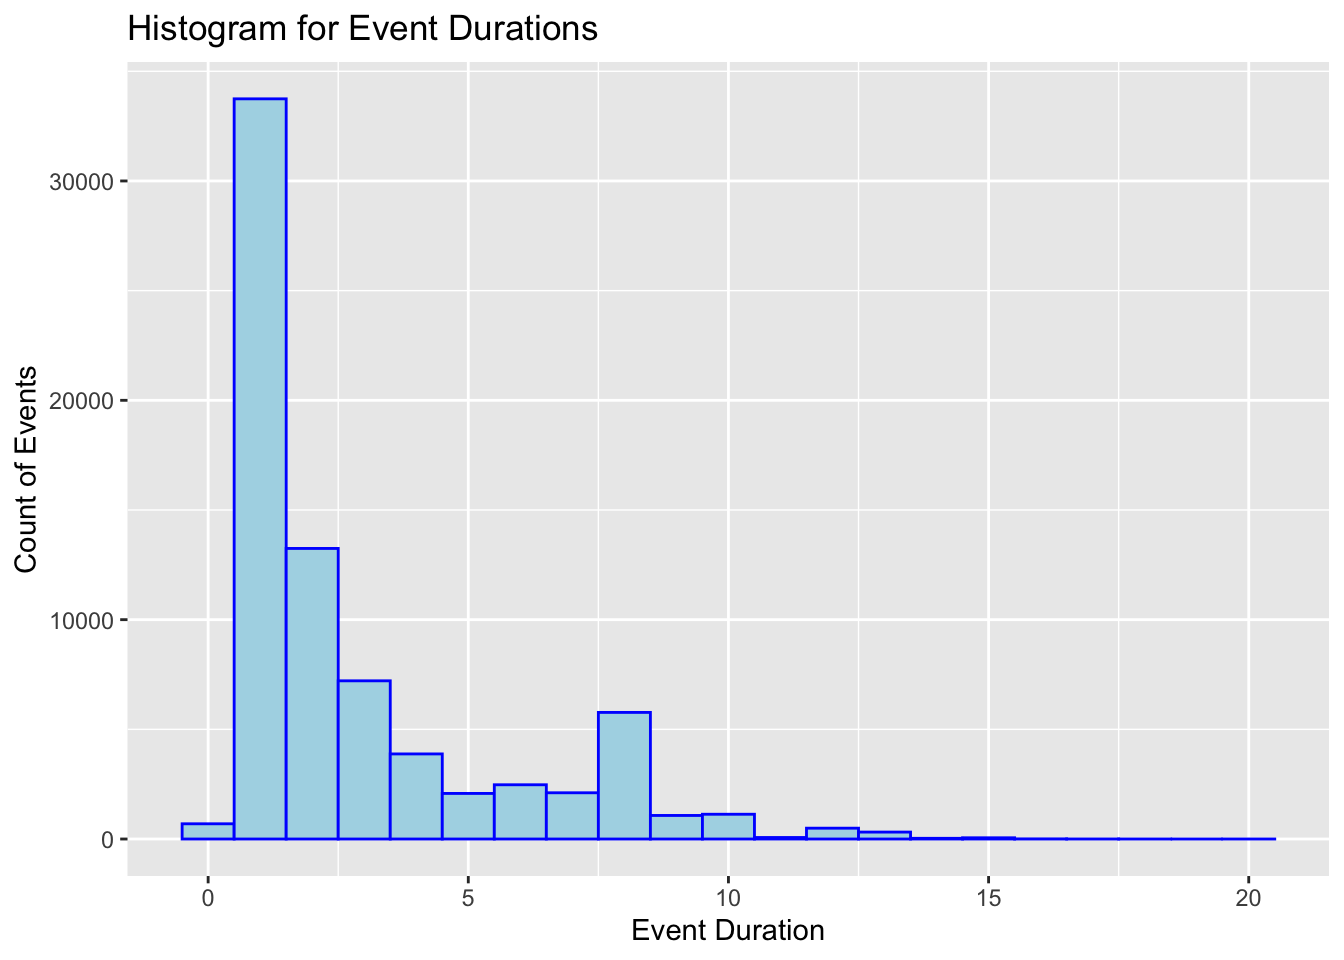 Histogram for Event Durations
30000
20000
10000
0
Count of Events
0 5 10 15 20
Event Duration